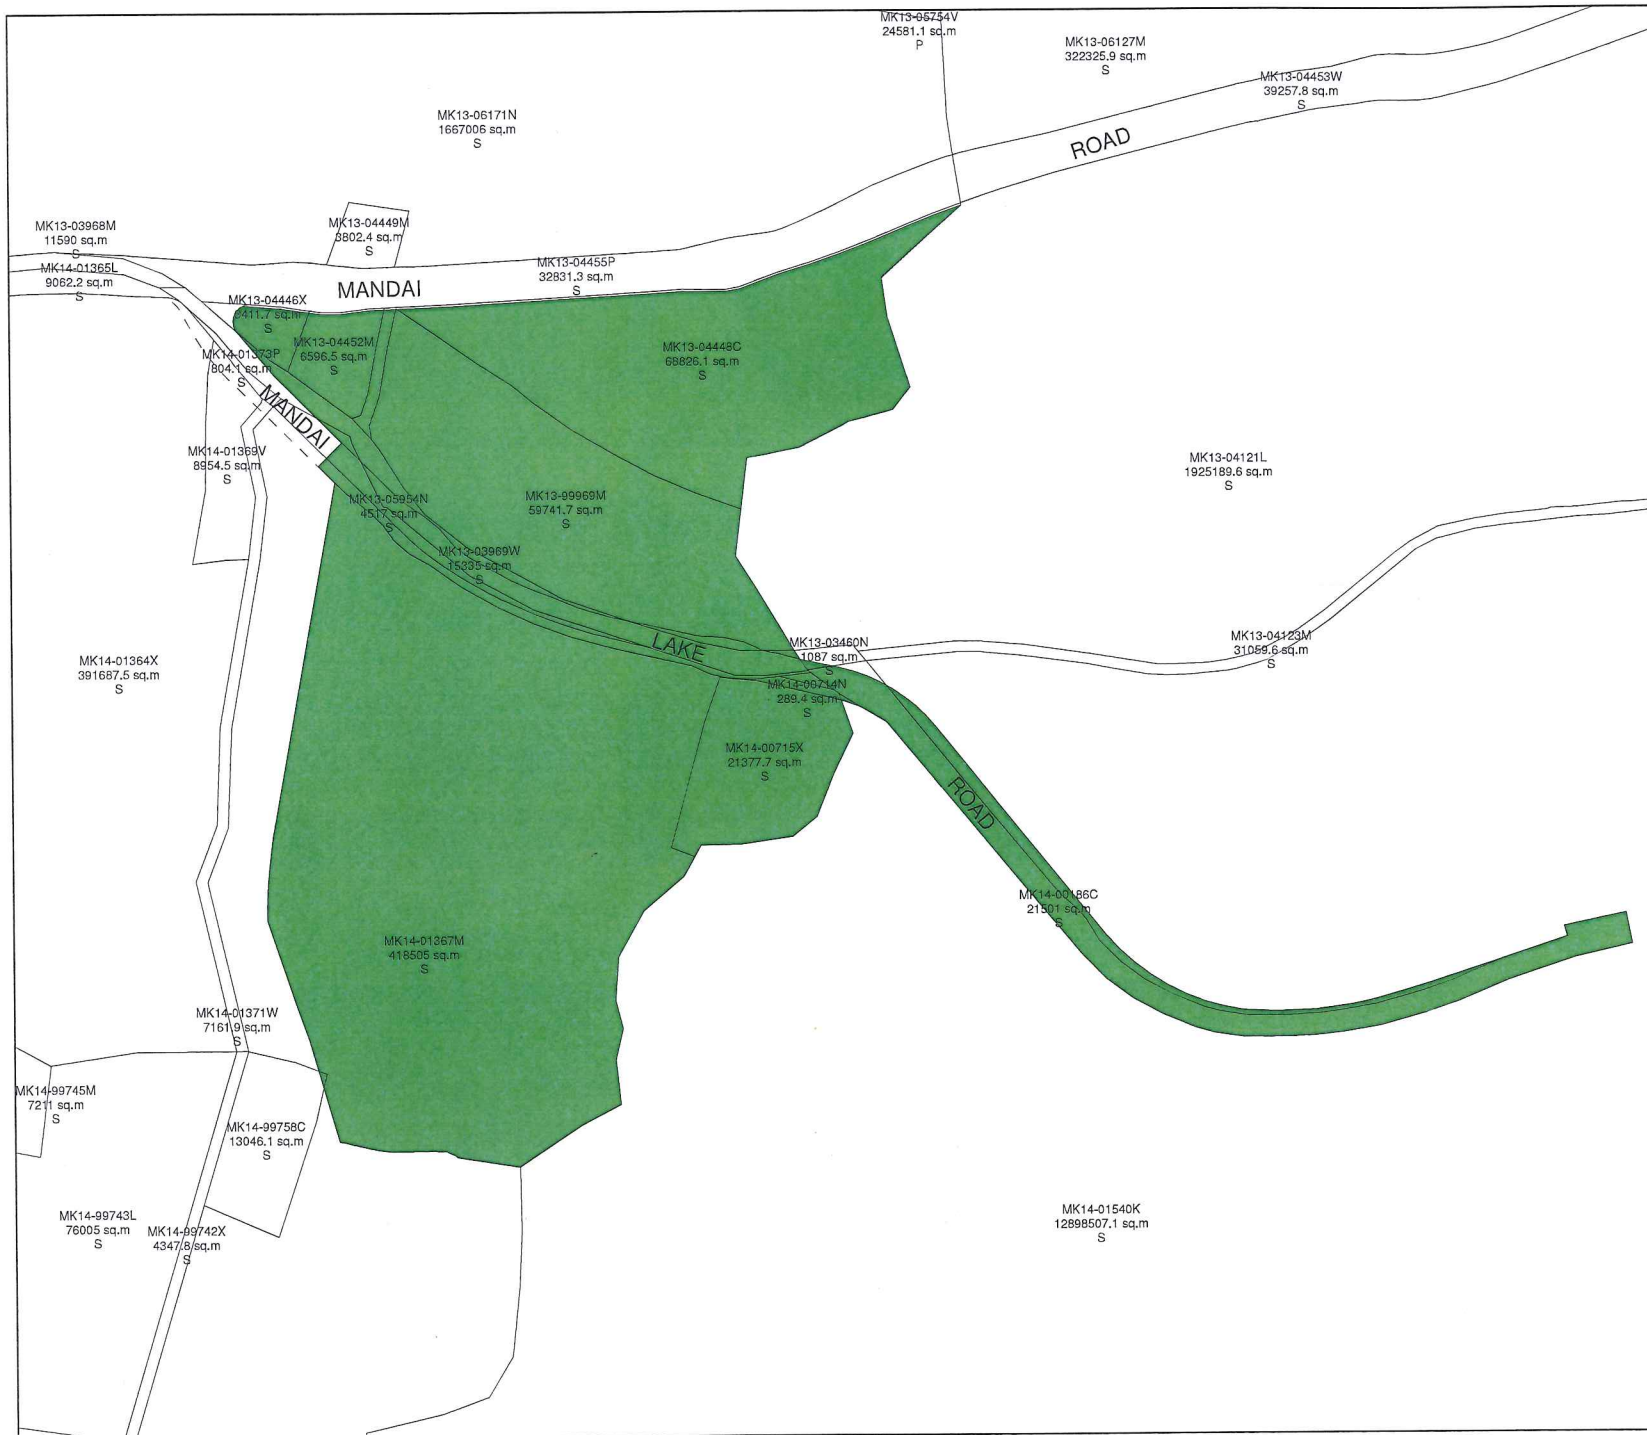 MK13-05754V
24581.1 sq.m
P
MK13-06127M
322325.9 sq.m
S
MK13-04453W
39257.8 sq.m
S
MK13-06171N
1667006 sq.m
S
ROAD
MK13-03968M
11590 sq.m
S
MK13-04449M
3802.4 sq.m
S
MK14-01365L
9062.2 sq.m
S
MK13-04455P
32831.3 sq.m
S
MANDAI
MK13-04446X
S
MK13-04452M
6596.5 sq.m
S
MK13-04448C
68826.1 sq.m
S
MK14-01373P
804.1 sq.m
S
MANDAI
MK14-01369V
8954.5 sq.m
S
MK13-04121L
1925189.6 sq.m
S
MK13-05954N
4517 sq.m
S
MK13-99969M
59741.7 sq.m
S
MK13-03969W
15335 sq.m
S
LAKE
MK13-03460N
1087 sq.m
S
MK13-04123M
31059.6 sq.m
S
MK14-01364X
391687.5 sq.m
S
MK14-00714N
289.4 sq.m
S
MK14-00715X
21377.7 sq.m
S
ROAD
MK14-00186C
21501 sq.m
S
MK14-01367M
418505 sq.m
S
MK14-01371W
7161.9 sq.m
S
MK14-99745M
7211 sq.m
S
MK14-99758C
13046.1 sq.m
S
MK14-99743L
76005 sq.m
S
MK14-99742X
4347.8 sq.m
S
MK14-01540K
12898507.1 sq.m
S